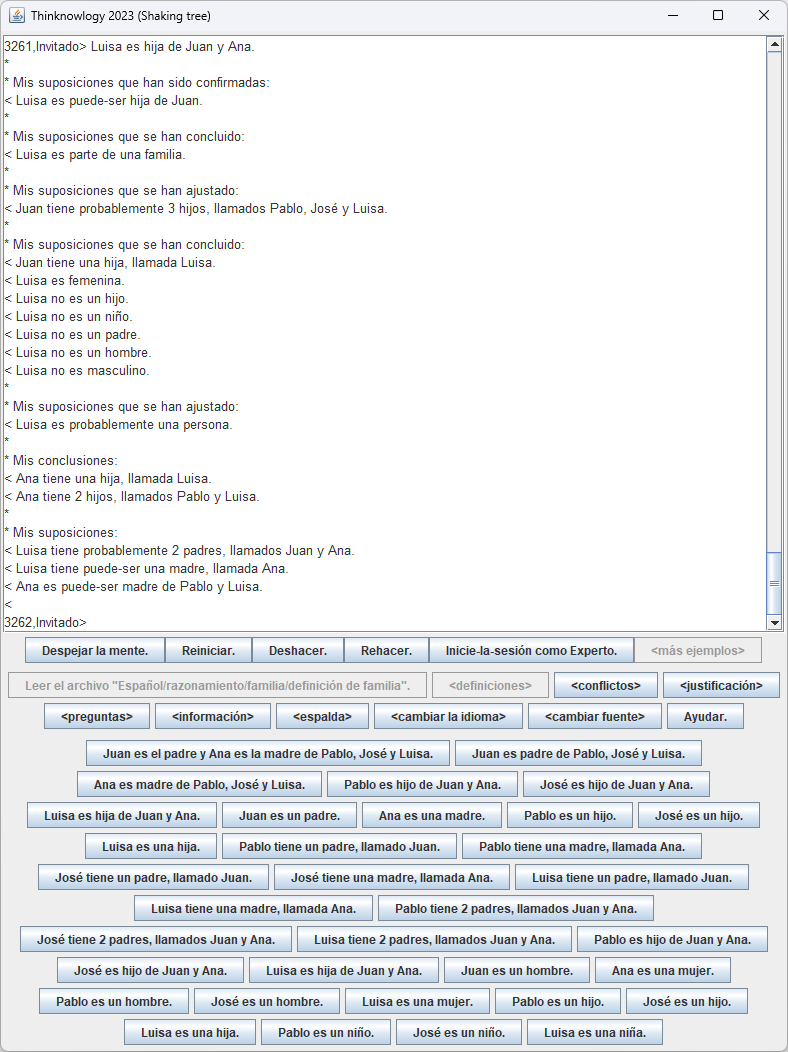 Thinknowlogy 2023 (Shaking tree)
3261,Invitado> Luisa es hija de Juan y Ana.
*
* Mis suposiciones que han sido confirmadas:
< Luisa es puede-ser hija de Juan.
*
* Mis suposiciones que se han concluido:
< Luisa es parte de una familia.
*
* Mis suposiciones que se han ajustado:
< Juan tiene probablemente 3 hijos, llamados Pablo, José y Luisa.
*
* Mis suposiciones que se han concluido:
< Juan tiene una hija, llamada Luisa.
< Luisa es femenina.
< Luisa no es un hijo.
< Luisa no es un niño.
< Luisa no es un padre.
< Luisa no es un hombre.
< Luisa no es masculino.
*
* Mis suposiciones que se han ajustado:
< Luisa es probablemente una persona.
*
* Mis conclusiones:
< Ana tiene una hija, llamada Luisa.
< Ana tiene 2 hijos, llamados Pablo y Luisa.
*
* Mis suposiciones:
< Luisa tiene probablemente 2 padres, llamados Juan y Ana.
< Luisa tiene puede-ser una madre, llamada Ana.
< Ana es puede-ser madre de Pablo y Luisa.
<
3262,Invitado>
Despejar la mente. Reiniciar. Deshacer. Rehacer. Inicie-la-sesión como Experto. <más ejemplos>
Leer el archivo "Español/razonamiento/familia/definición de familia". <definiciones> <conflictos> <justificación>
<preguntas> <información> <espalda> <cambiar la idioma> <cambiar fuente> Ayudar.
Juan es el padre y Ana es la madre de Pablo, José y Luisa. Juan es padre de Pablo, José y Luisa.
Ana es madre de Pablo, José y Luisa. Pablo es hijo de Juan y Ana. José es hijo de Juan y Ana.
Luisa es hija de Juan y Ana. Juan es un padre. Ana es una madre. Pablo es un hijo. José es un hijo.
Luisa es una hija. Pablo tiene un padre, llamado Juan. Pablo tiene una madre, llamada Ana.
José tiene un padre, llamado Juan. José tiene una madre, llamada Ana. Luisa tiene un padre, llamado Juan.
Luisa tiene una madre, llamada Ana. Pablo tiene 2 padres, llamados Juan y Ana.
José tiene 2 padres, llamados Juan y Ana. Luisa tiene 2 padres, llamados Juan y Ana. Pablo es hijo de Juan y Ana.
José es hijo de Juan y Ana. Luisa es hija de Juan y Ana. Juan es un hombre. Ana es una mujer.
Pablo es un hombre. José es un hombre. Luisa es una mujer. Pablo es un hijo. José es un hijo.
Luisa es una hija. Pablo es un niño. José es un niño. Luisa es una niña.